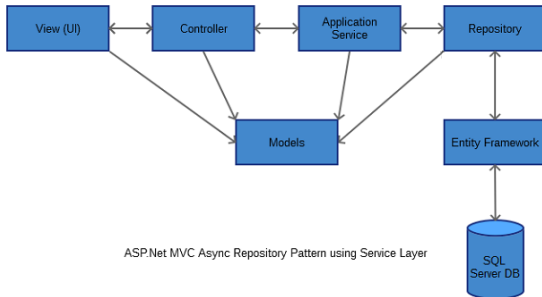 View (UI)
Controller
Application
Service
Repository
Models
Entity Framework
ASP.Net MVC Async Repository Pattern using Service Layer
SQL
Server DB